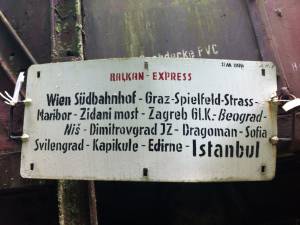 BALKAN-EXPRESS
Wien Südbahnhof-Graz-Spielfeld-Strass-
Maribor-Zidani most-Zagreb Gl.K.-Beograd-
Niš-Dimitrovgrad JZ-Dragoman-Sofia
Svilengrad-Kapikule-Edirne-Istanbul